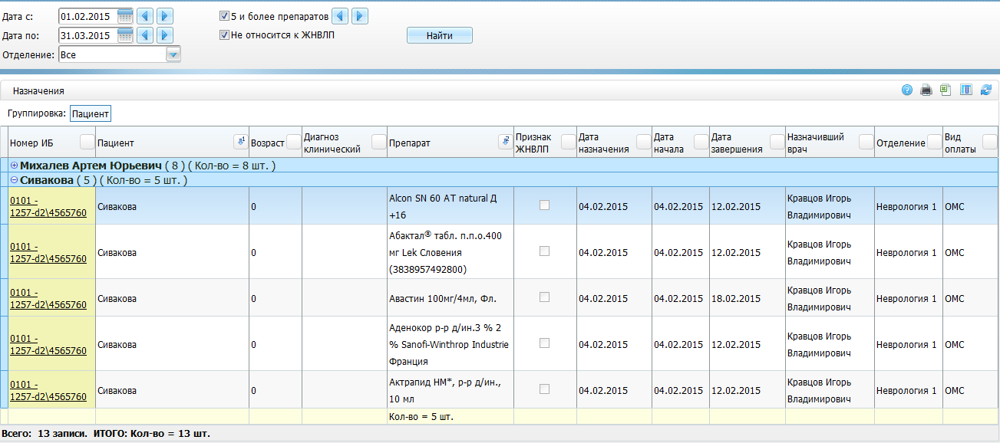 Дата с: 01.02.2015 5 и более препаратов
Дата по: 31.03.2015 Не относится к ЖНВЛП Найти
Отделение: Все
Назначения
Группировка: Пациент
Номер ИБ Пациент 1 Возраст Диагноз клинический Препарат 2 Признак ЖНВЛП Дата назначения Дата начала Дата завершения Назначивший врач Отделение Вид оплаты
Михалев Артем Юрьевич ( 8 ) ( Кол-во = 8 шт. )
Сивакова ( 5 ) ( Кол-во = 5 шт. )
0101 -
1257-d2\4565760
Сивакова
0
Alcon SN 60 AT natural Д
+16
04.02.2015
04.02.2015
12.02.2015
Кравцов Игорь
Владимирович
Неврология 1
ОМС
0101 -
1257-d2\4565760
Сивакова
0
Абактал® табл. п.п.о.400
мг Lek Словения
(3838957492800)
04.02.2015
04.02.2015
12.02.2015
Кравцов Игорь
Владимирович
Неврология 1
ОМС
0101 -
1257-d2\4565760
Сивакова
0
Авастин 100мг/4мл, Фл.
04.02.2015
04.02.2015
18.02.2015
Кравцов Игорь
Владимирович
Неврология 1
ОМС
0101 -
1257-d2\4565760
Сивакова
0
Аденокор р-р д/ин.3 % 2
% Sanofi-Winthrop Industrie
Франция
04.02.2015
04.02.2015
12.02.2015
Кравцов Игорь
Владимирович
Неврология 1
ОМС
0101 -
1257-d2\4565760
Сивакова
0
Актрапид НМ*, р-р д/ин.,
10 мл
04.02.2015
04.02.2015
12.02.2015
Кравцов Игорь
Владимирович
Неврология 1
ОМС
Кол-во = 5 шт.
Всего: 13 записи. ИТОГО: Кол-во = 13 шт.